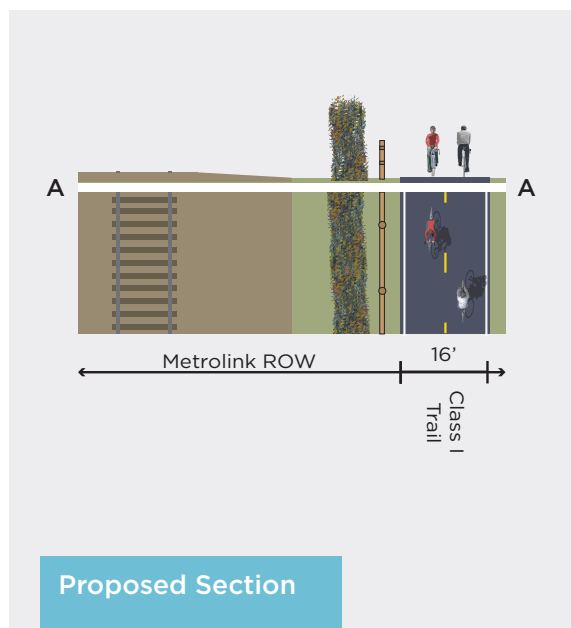 A
A
Metrolink ROW
16’
Class I
Trail
Proposed Section